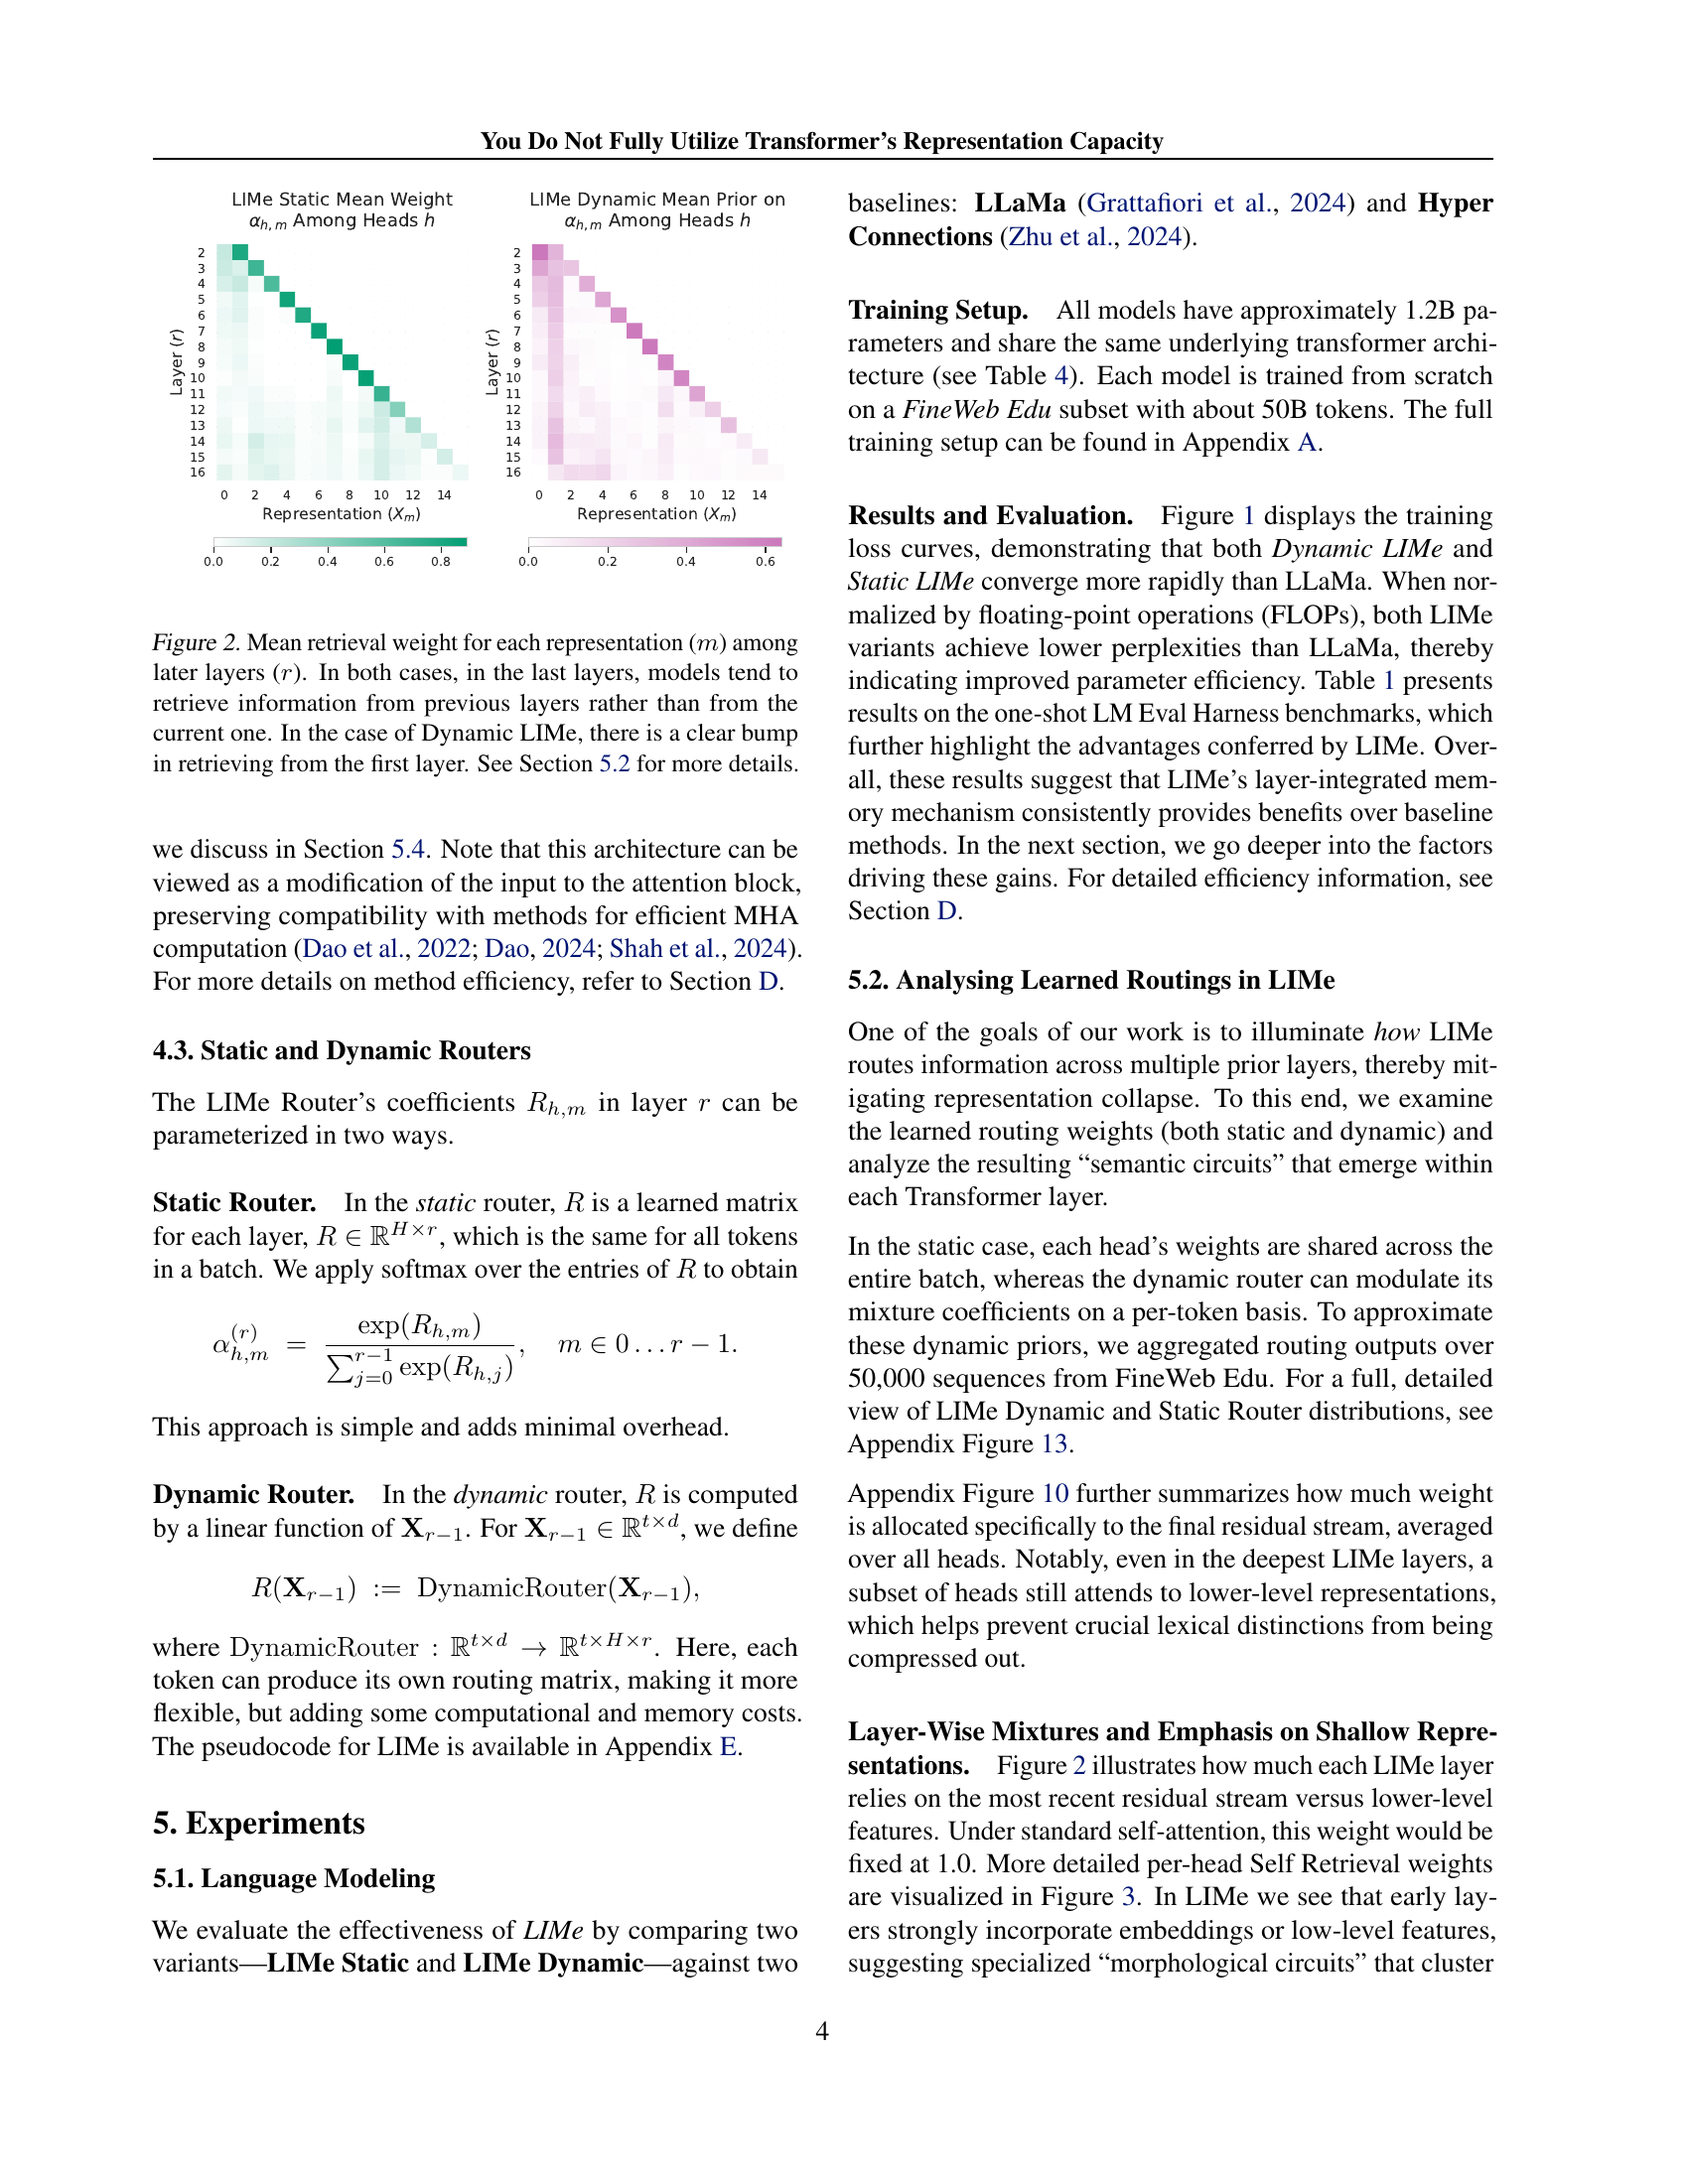 You Do Not Fully Utilize Transformer's Representation Capacity
LIMe Static Mean Weight
α_{h,m} Among Heads h
LIMe Dynamic Mean Prior on
α_{h,m} Among Heads h
Layer (r)
2
3
4
5
6
7
8
9
10
11
12
13
14
15
16
0 2 4 6 8 10 12 14
Representation (X_m)
0.0 0.2 0.4 0.6 0.8
Layer (r)
2
3
4
5
6
7
8
9
10
11
12
13
14
15
16
0 2 4 6 8 10 12 14
Representation (X_m)
0.0 0.2 0.4 0.6
Figure 2. Mean retrieval weight for each representation (m) among
later layers (r). In both cases, in the last layers, models tend to
retrieve information from previous layers rather than from the
current one. In the case of Dynamic LIMe, there is a clear bump
in retrieving from the first layer. See Section 5.2 for more details.
we discuss in Section 5.4. Note that this architecture can be
viewed as a modification of the input to the attention block,
preserving compatibility with methods for efficient MHA
computation (Dao et al., 2022; Dao, 2024; Shah et al., 2024).
For more details on method efficiency, refer to Section D.
4.3. Static and Dynamic Routers
The LIMe Router's coefficients R_{h,m} in layer r can be
parameterized in two ways.
Static Router. In the static router, R is a learned matrix
for each layer, R ∈ ℝ^{H×r}, which is the same for all tokens
in a batch. We apply softmax over the entries of R to obtain
α_{h,m}^{(r)} = exp(R_{h,m}) / ∑_{j=0}^{r−1} exp(R_{h,j}), m ∈ 0 . . . r − 1.
This approach is simple and adds minimal overhead.
Dynamic Router. In the dynamic router, R is computed
by a linear function of X_{r−1}. For X_{r−1} ∈ ℝ^{t×d}, we define
R(X_{r−1}) := DynamicRouter(X_{r−1}),
where DynamicRouter : ℝ^{t×d} → ℝ^{t×H×r}. Here, each
token can produce its own routing matrix, making it more
flexible, but adding some computational and memory costs.
The pseudocode for LIMe is available in Appendix E.
5. Experiments
5.1. Language Modeling
We evaluate the effectiveness of LIMe by comparing two
variants—LIMe Static and LIMe Dynamic—against two
baselines: LLaMa (Grattafiori et al., 2024) and Hyper
Connections (Zhu et al., 2024).
Training Setup. All models have approximately 1.2B pa-
rameters and share the same underlying transformer archi-
tecture (see Table 4). Each model is trained from scratch
on a FineWeb Edu subset with about 50B tokens. The full
training setup can be found in Appendix A.
Results and Evaluation. Figure 1 displays the training
loss curves, demonstrating that both Dynamic LIMe and
Static LIMe converge more rapidly than LLaMa. When nor-
malized by floating-point operations (FLOPs), both LIMe
variants achieve lower perplexities than LLaMa, thereby
indicating improved parameter efficiency. Table 1 presents
results on the one-shot LM Eval Harness benchmarks, which
further highlight the advantages conferred by LIMe. Over-
all, these results suggest that LIMe's layer-integrated mem-
ory mechanism consistently provides benefits over baseline
methods. In the next section, we go deeper into the factors
driving these gains. For detailed efficiency information, see
Section D.
5.2. Analysing Learned Routings in LIMe
One of the goals of our work is to illuminate how LIMe
routes information across multiple prior layers, thereby mit-
igating representation collapse. To this end, we examine
the learned routing weights (both static and dynamic) and
analyze the resulting “semantic circuits” that emerge within
each Transformer layer.
In the static case, each head's weights are shared across the
entire batch, whereas the dynamic router can modulate its
mixture coefficients on a per-token basis. To approximate
these dynamic priors, we aggregated routing outputs over
50,000 sequences from FineWeb Edu. For a full, detailed
view of LIMe Dynamic and Static Router distributions, see
Appendix Figure 13.
Appendix Figure 10 further summarizes how much weight
is allocated specifically to the final residual stream, averaged
over all heads. Notably, even in the deepest LIMe layers, a
subset of heads still attends to lower-level representations,
which helps prevent crucial lexical distinctions from being
compressed out.
Layer-Wise Mixtures and Emphasis on Shallow Repre-
sentations. Figure 2 illustrates how much each LIMe layer
relies on the most recent residual stream versus lower-level
features. Under standard self-attention, this weight would be
fixed at 1.0. More detailed per-head Self Retrieval weights
are visualized in Figure 3. In LIMe we see that early lay-
ers strongly incorporate embeddings or low-level features,
suggesting specialized “morphological circuits” that cluster
4